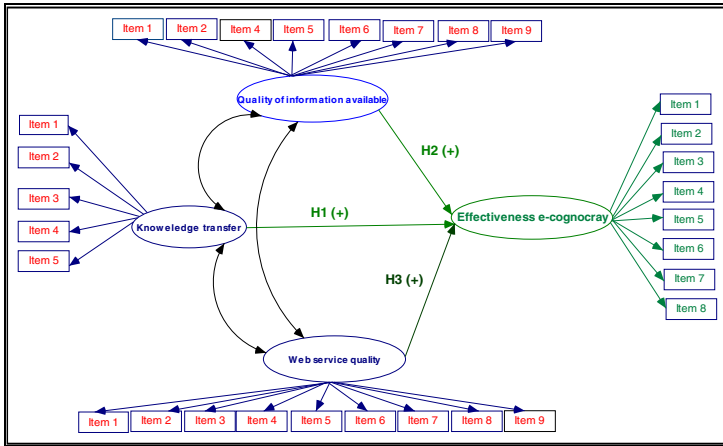 Item 1 Item 2 Item 4 Item 5 Item 6 Item 7 Item 8 Item 9
Quality of information available
Item 1
Item 2
Item 3
Item 4
Item 5
Knoweledge transfer
H2 (+)
H1 (+)
H3 (+)
Effectiveness e-cognocray
Item 1
Item 2
Item 3
Item 4
Item 5
Item 6
Item 7
Item 8
Web service quality
Item 1 Item 2 Item 3 Item 4 Item 5 Item 6 Item 7 Item 8 Item 9